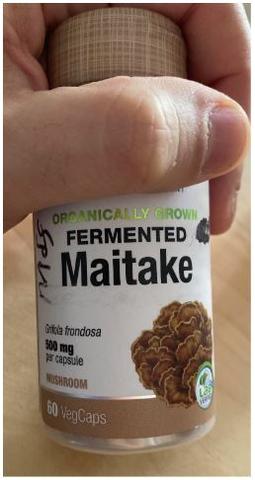 ORGANICALLY GROWN
FERMENTED
Maitake
Grifola frondosa
500 mg
per capsule
MUSHROOM
60 VegCaps